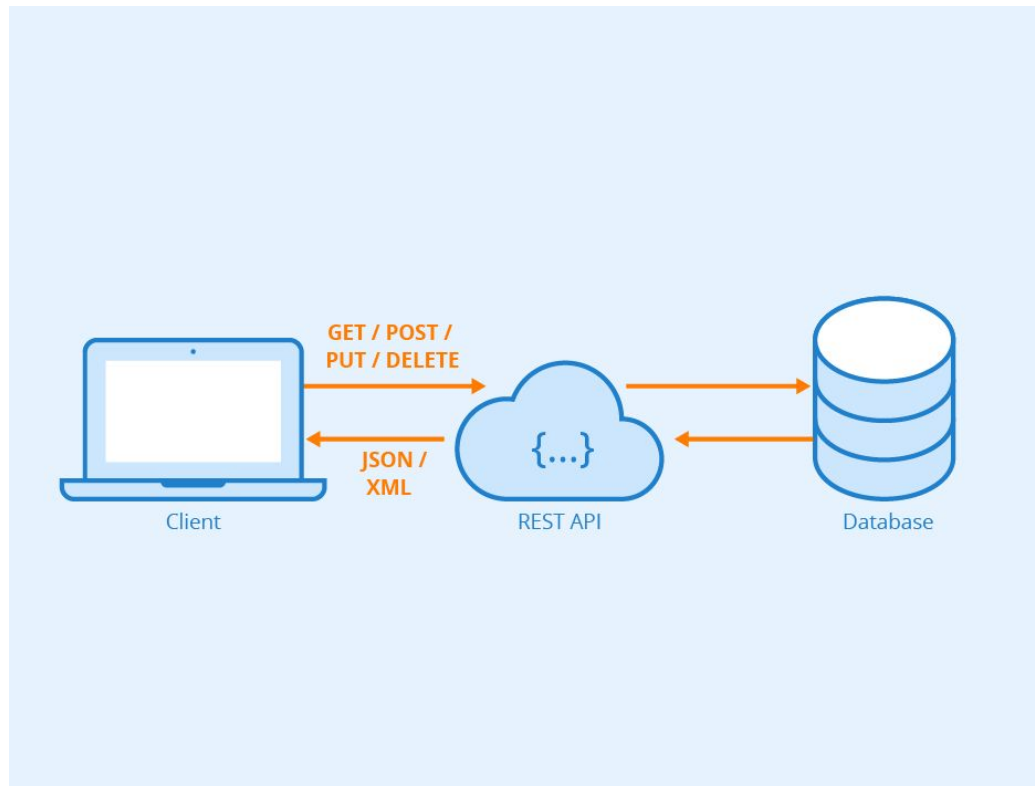 GET / POST /
PUT / DELETE
JSON /
XML
{...}
Client
REST API
Database